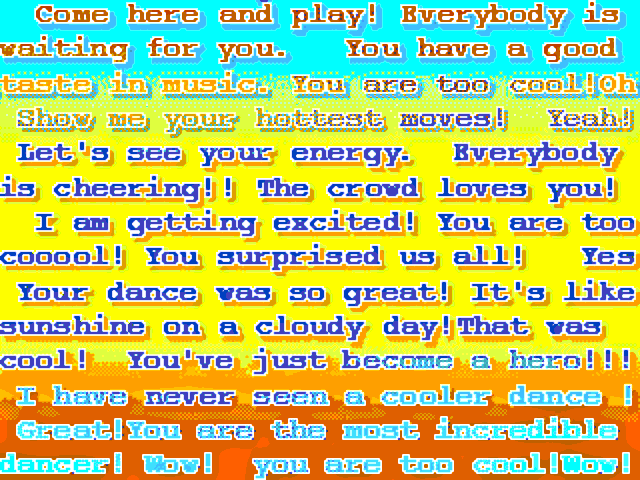 Come here and play! Everybody is
waiting for you. You have a good
taste in music. You are too cool!Oh
Show me your hottest moves! Yeah!
Let's see your energy. Everybody
is cheering!! The crowd loves you!
I am getting excited! You are too
cooool! You surprised us all! Yes
Your dance was so great! It's like
sunshine on a cloudy day!That was
cool! You've just become a hero!!!
I have never seen a cooler dance !
Great!You are the most incredible
dancer! Wow! you are too cool!Wow!